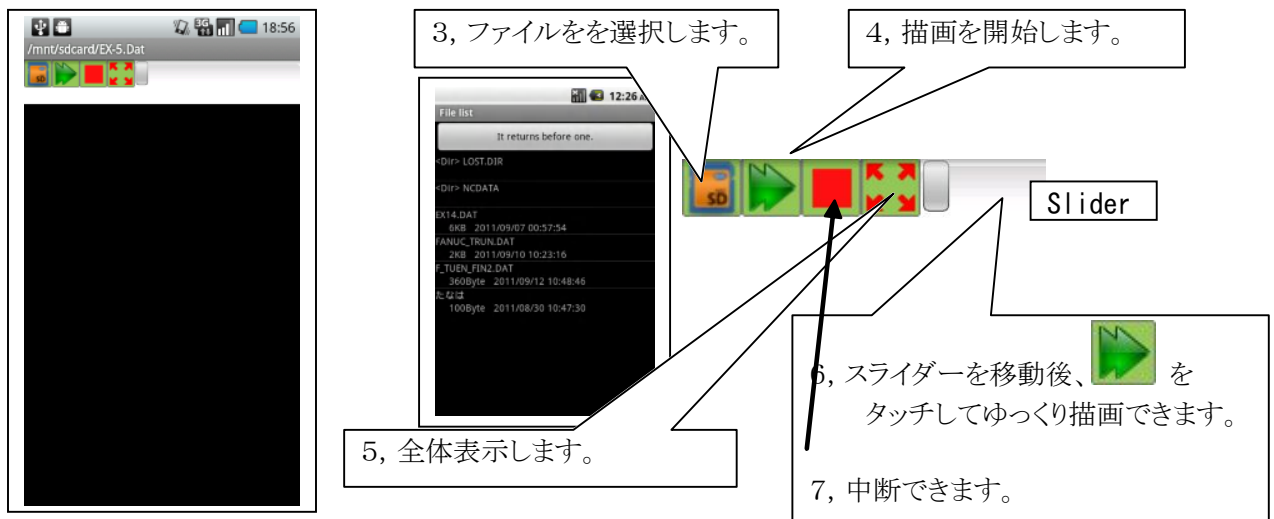 3G
18:56
/mnt/sdcard/EX-5.Dat
SD
3, ファイルをを選択します。
4, 描画を開始します。
12:26 A
File list
It returns before one.
<Dir> LOST.DIR
<Dir> NCDATA
EX14.DAT
6KB 2011/09/07 00:57:54
FANUC_TRUN.DAT
2KB 2011/09/10 10:23:16
F_TUEN_FIN2.DAT
360Byte 2011/09/12 10:48:46
たなは
100Byte 2011/08/30 10:47:30
SD
Slider
5, 全体表示します。
6, スライダーを移動後、 を
タッチしてゆっくり描画できます。
7, 中断できます。